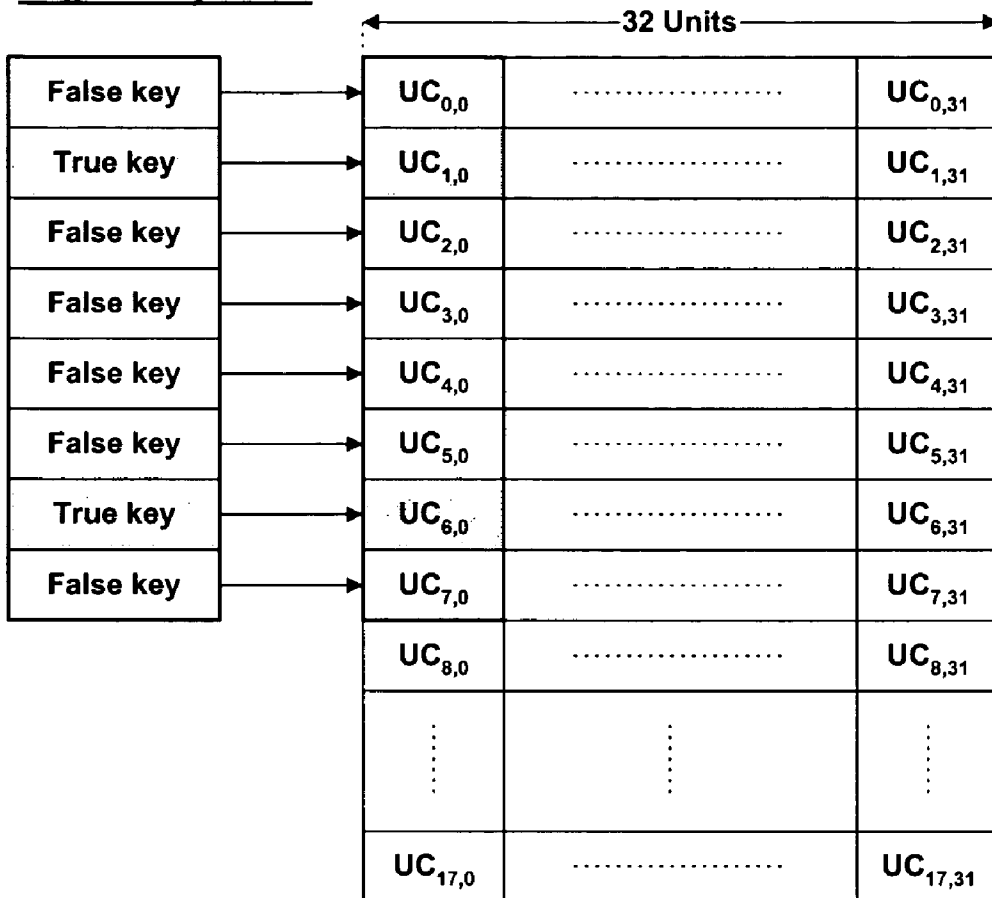 32 Units
False key UC0,0 .................. UC0,31
True key UC1,0 .................. UC1,31
False key UC2,0 .................. UC2,31
False key UC3,0 .................. UC3,31
False key UC4,0 .................. UC4,31
False key UC5,0 .................. UC5,31
True key UC6,0 .................. UC6,31
False key UC7,0 .................. UC7,31
UC8,0 .................. UC8,31
UC17,0 .................. UC17,31